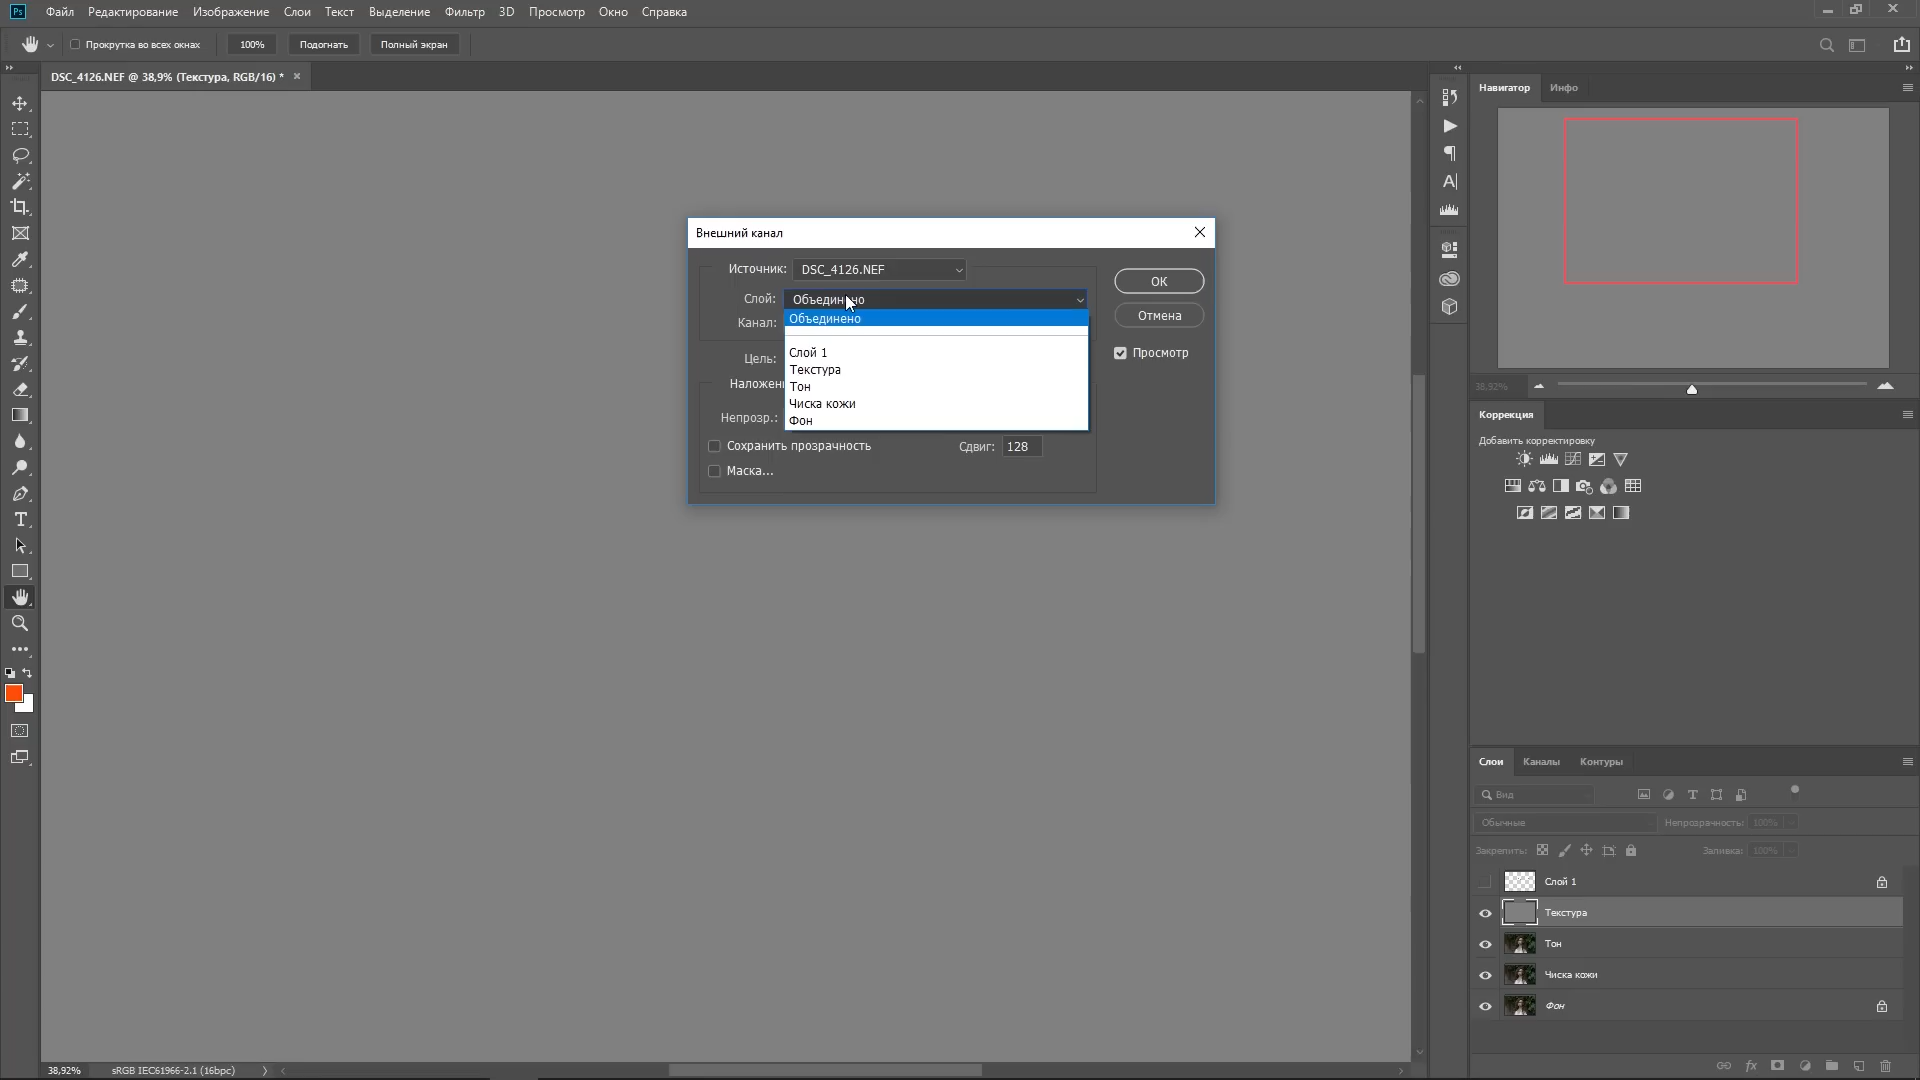 Ps Файл Редактирование Изображение Слои Текст Выделение Фильтр 3D Просмотр Окно Справка
Прокрутка во всех окнах 100% Подогнать Полный экран
DSC_4126.NEF @ 38,9% (Текстура, RGB/16) *
Навигатор Инфо
Внешний канал
Источник: DSC_4126.NEF
OK
Слой: Объединено
Объединено
Отмена
Канал:
Слой 1
Просмотр
Цель:
Текстура
Наложен
Тон
38,92%
Чиска кожи
Непрозр.:
Фон
Коррекция
Добавить корректировку
Сохранить прозрачность Сдвиг: 128
Маска...
Слои Каналы Контуры
Вид
Обычные Непрозрачность: 100%
Закрепить: Заливка: 100%
Слой 1
Текстура
Тон
Чиска кожи
Фон
fx
38,92% sRGB IEC61966-2.1 (16bpc)